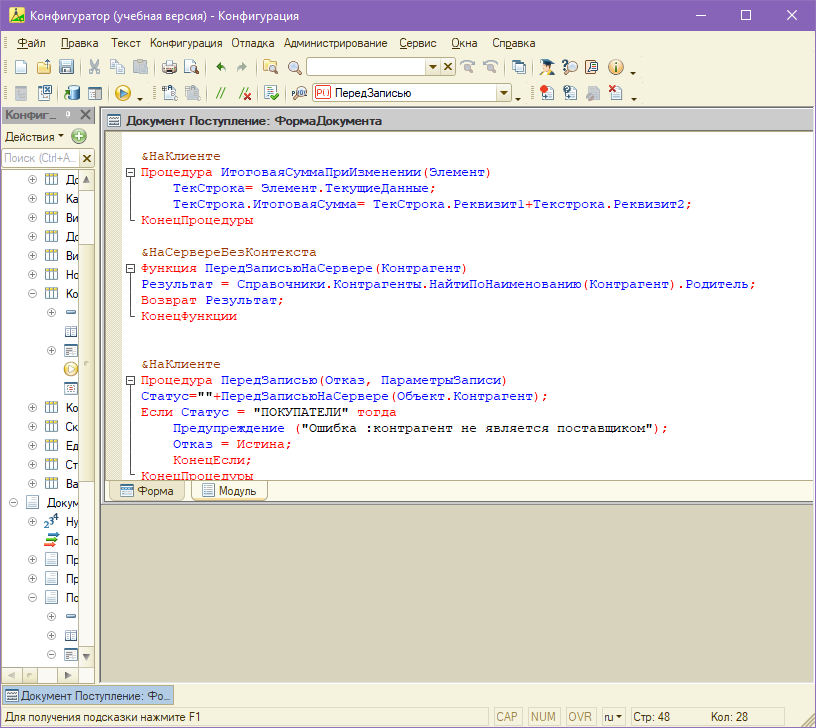 Конфигуратор (учебная версия) - Конфигурация
Файл Правка Текст Конфигурация Отладка Администрирование Сервис Окна Справка
P() ПередЗаписью
Конфиг...
Действия
Поиск (Ctrl+A...
Документ Поступление: ФормаДокумента
&НаКлиенте
Процедура ИтоговаяСуммаПриИзменении(Элемент)
ТекСтрока= Элемент.ТекущиеДанные;
ТекСтрока.ИтоговаяСумма= ТекСтрока.Реквизит1+Текстрока.Реквизит2;
КонецПроцедуры
&НаСервереБезКонтекста
Функция ПередЗаписьюНаСервере(Контрагент)
Результат = Справочники.Контрагенты.НайтиПоНаименованию(Контрагент).Родитель;
Возврат Результат;
КонецФункции
&НаКлиенте
Процедура ПередЗаписью(Отказ, ПараметрыЗаписи)
Статус=""+ПередЗаписьюНаСервере(Объект.Контрагент);
Если Статус = "ПОКУПАТЕЛИ" тогда
Предупреждение ("Ошибка :контрагент не является поставщиком");
Отказ = Истина;
КонецЕсли;
КонецПроцедуры
До
Ка
Ви
До
Ви
Но
Ко
Ко
Ск
Ед
Ст
Ва
Докум
Ну
По
Пр
Пр
По
Форма Модуль
Документ Поступление: Фо...
Для получения подсказки нажмите F1 CAP NUM OVR ru Стр: 48 Кол: 28